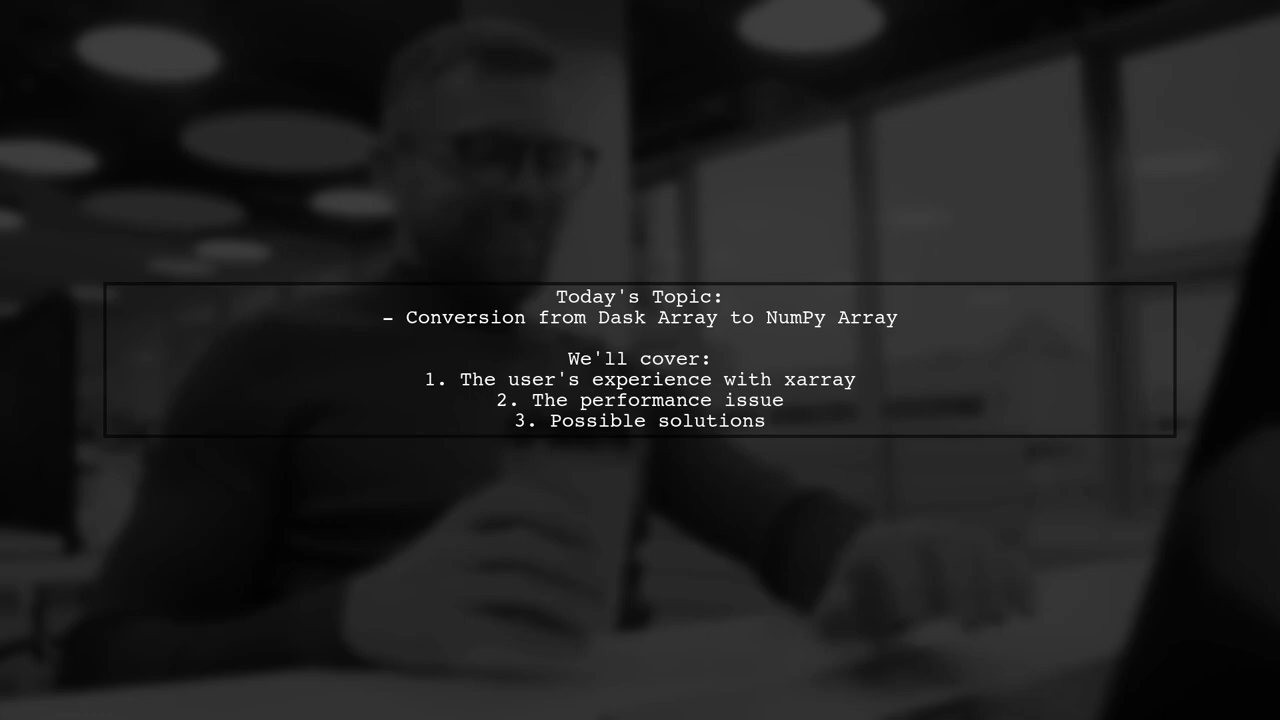 Today's Topic:
- Conversion from Dask Array to NumPy Array
We'll cover:
1. The user's experience with xarray
2. The performance issue
3. Possible solutions